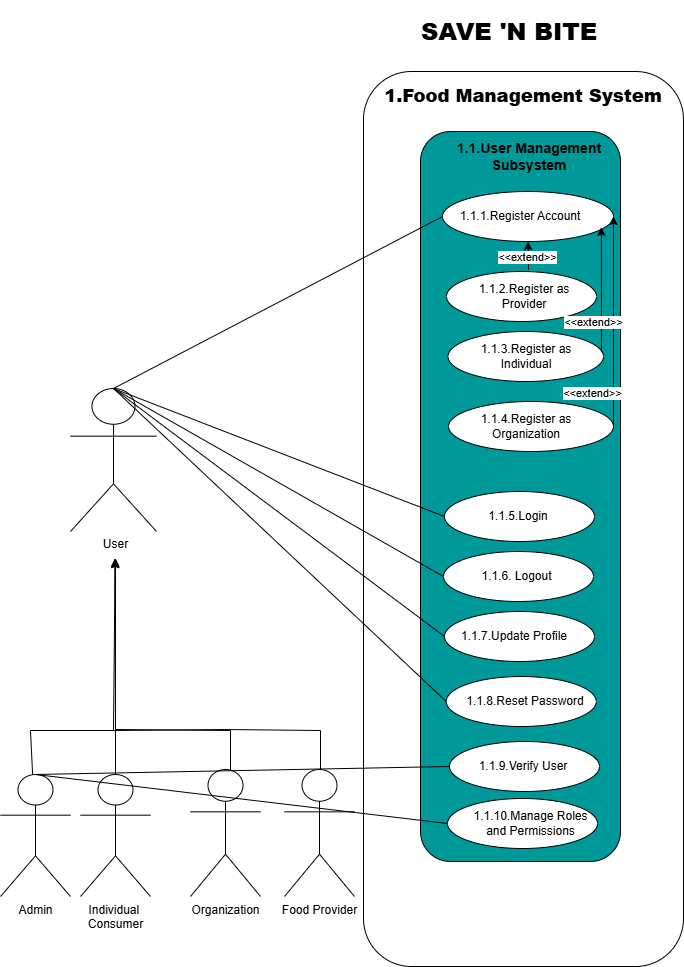 SAVE 'N BITE
1.Food Management System
1.1.User Management
Subsystem
1.1.1.Register Account
<<extend>>
1.1.2.Register as
Provider
<<extend>>
1.1.3.Register as
Individual
<<extend>>
1.1.4.Register as
Organization
1.1.5.Login
User
1.1.6. Logout
1.1.7.Update Profile
1.1.8.Reset Password
1.1.9.Verify User
1.1.10.Manage Roles
and Permissions
Admin
Individual
Consumer
Organization
Food Provider